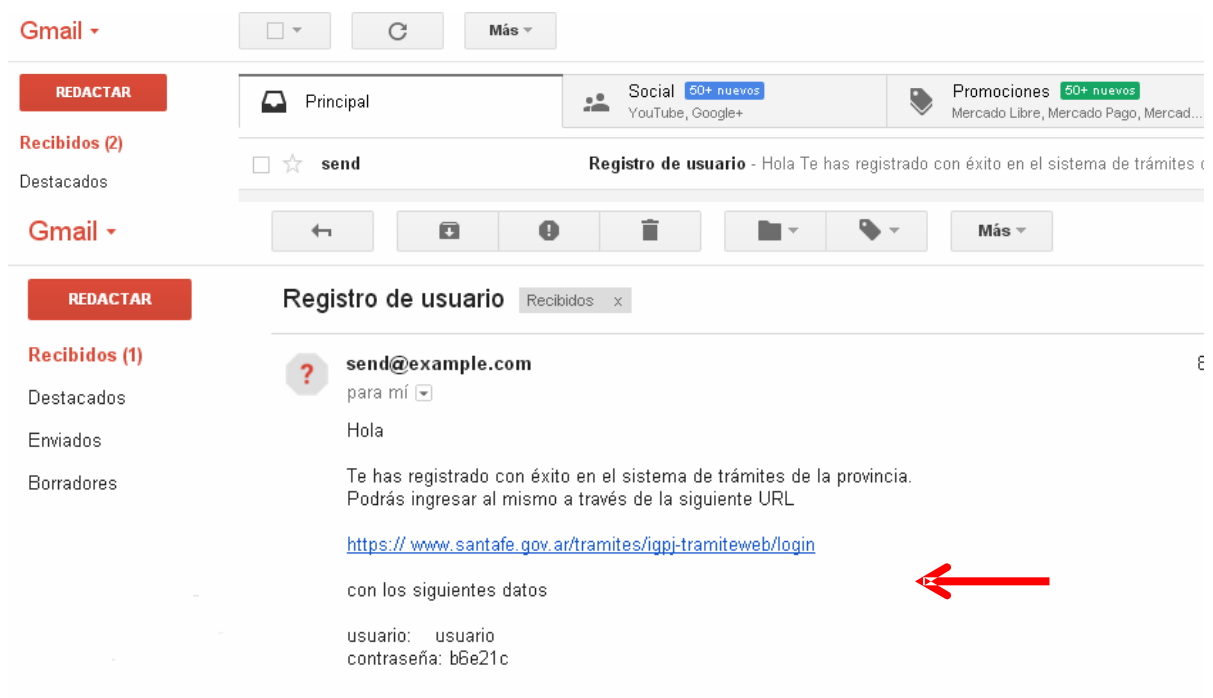 Gmail
Más
REDACTAR
Principal
Social 50+ nuevos
YouTube, Google+
Promociones 50+ nuevos
Mercado Libre, Mercado Pago, Mercad...
Recibidos (2)
Destacados
send Registro de usuario - Hola Te has registrado con éxito en el sistema de trámites
Gmail
Más
REDACTAR
Registro de usuario Recibidos x
Recibidos (1)
Destacados
Enviados
Borradores
send@example.com
para mí
Hola
Te has registrado con éxito en el sistema de trámites de la provincia.
Podrás ingresar al mismo a través de la siguiente URL
https:// www.santafe.gov.ar/tramites/igpj-tramiteweb/login
con los siguientes datos
usuario: usuario
contraseña: b6e21c